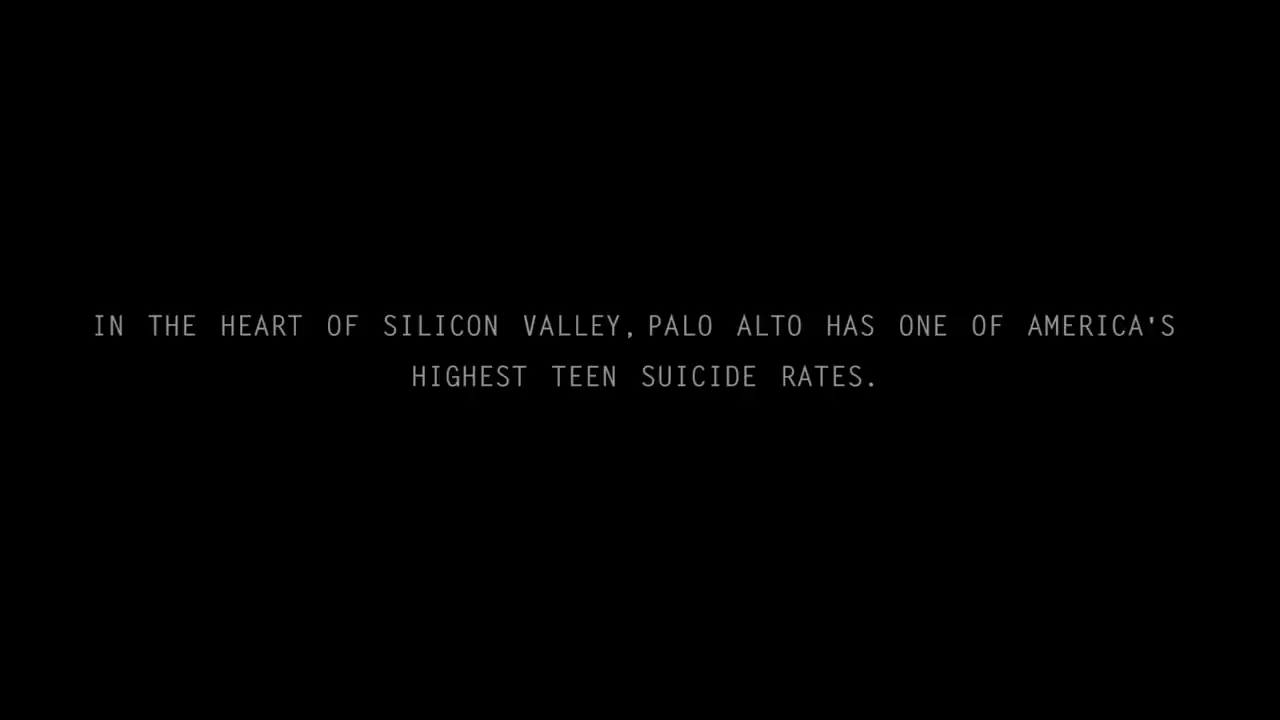 IN THE HEART OF SILICON VALLEY, PALO ALTO HAS ONE OF AMERICA'S
HIGHEST TEEN SUICIDE RATES.